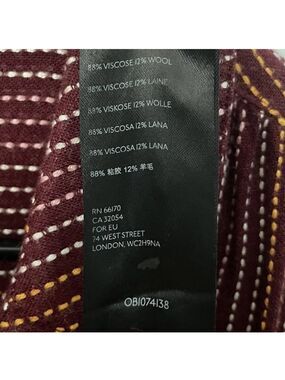 88% VISCOSE 12% WOOL
88% VISCOSE 12% LAINE
88% VISKOSE 12% WOLLE
88% VISCOSA 12% LANA
88% VISCOSA 12% LANA
88% 粘胶 12% 羊毛
RN 66170
CA 32054
FOR EU
74 WEST STREET
LONDON, WC2H9NA
OB1074138